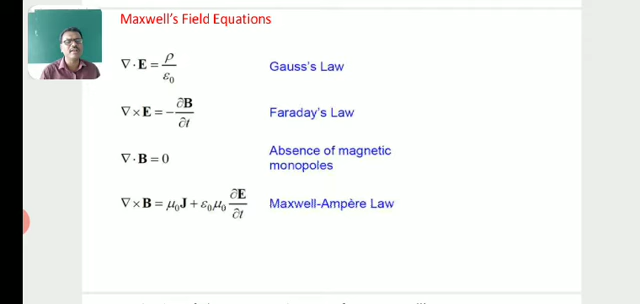 Maxwell's Field Equations
∇ · E = ρ/ε₀ Gauss's Law
∇ × E = −∂B/∂t Faraday's Law
∇ · B = 0 Absence of magnetic
monopoles
∇ × B = μ₀J + ε₀μ₀ ∂E/∂t Maxwell-Ampère Law